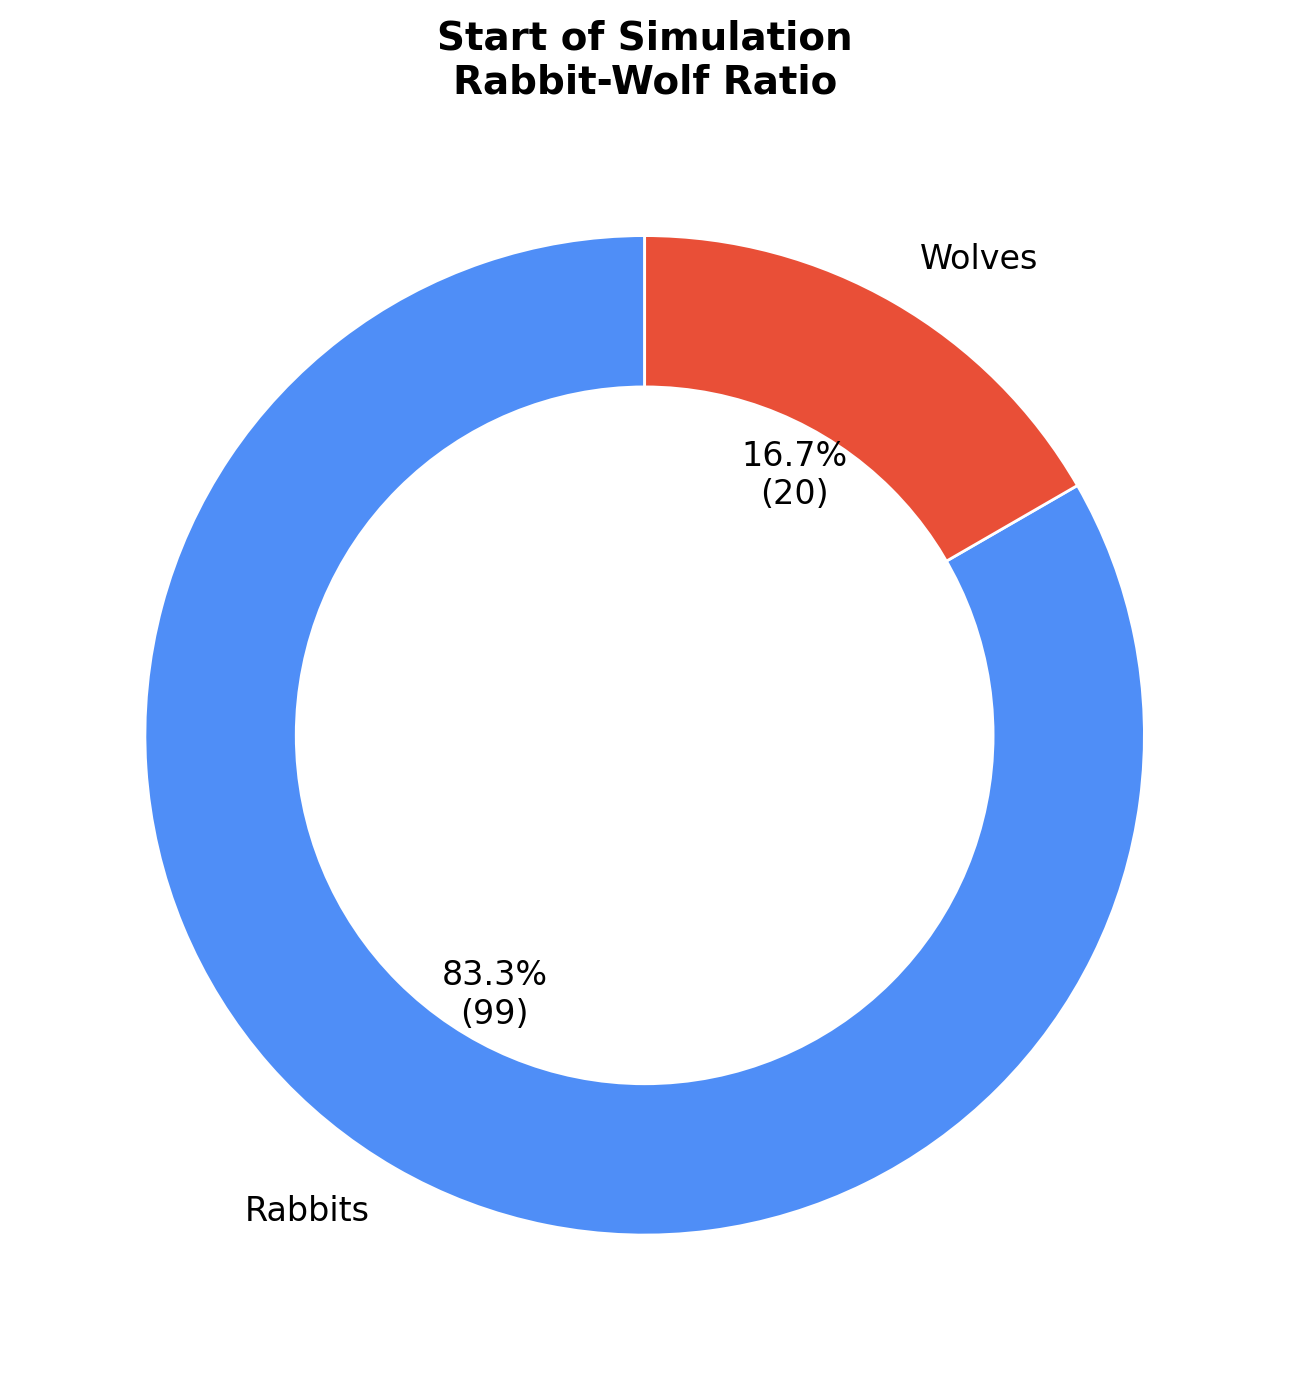 Start of Simulation
Rabbit-Wolf Ratio
Wolves
16.7%
(20)
83.3%
(99)
Rabbits